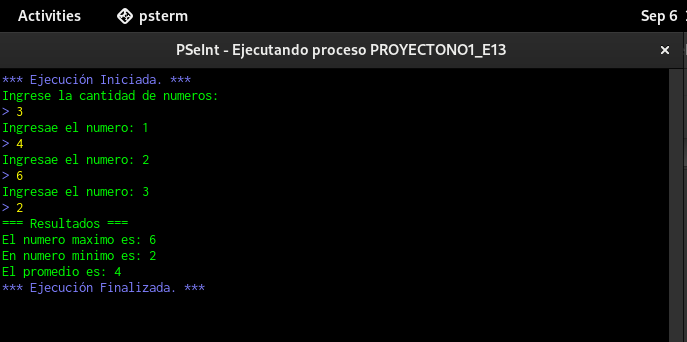 Activities psterm Sep 6
PSeInt - Ejecutando proceso PROYECTONO1_E13 ×
*** Ejecución Iniciada. ***
Ingrese la cantidad de numeros:
> 3
Ingresae el numero: 1
> 4
Ingresae el numero: 2
> 6
Ingresae el numero: 3
> 2
=== Resultados ===
El numero maximo es: 6
En numero minimo es: 2
El promedio es: 4
*** Ejecución Finalizada. ***